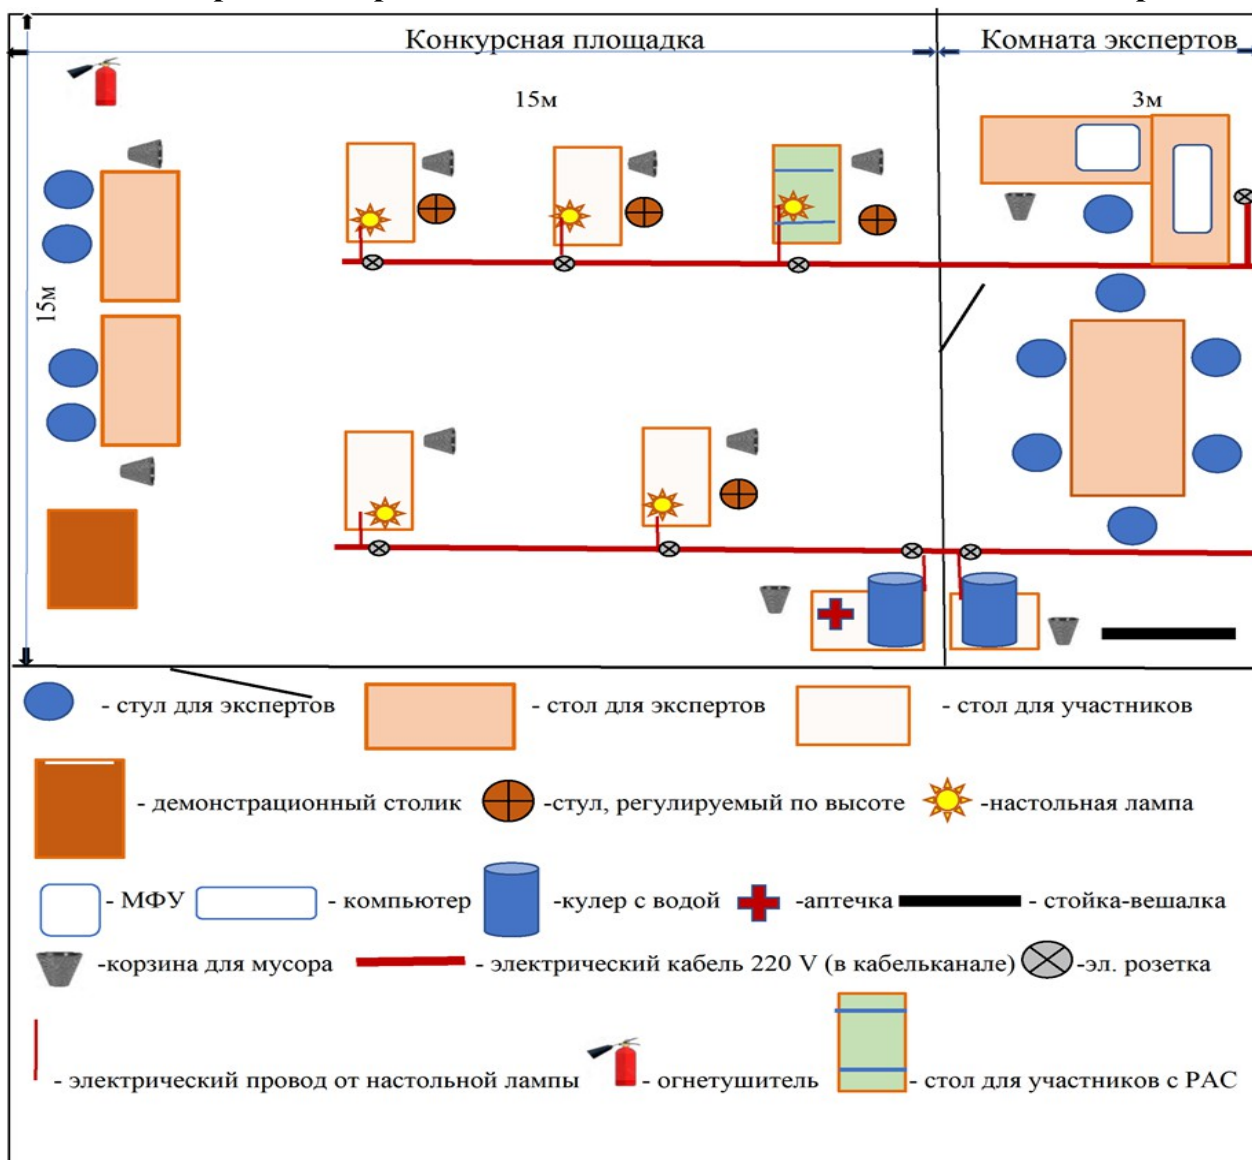 Конкурсная площадка
Комната экспертов
15м
3м
15м
- стул для экспертов
- стол для экспертов
- стол для участников
- демонстрационный столик
-стул, регулируемый по высоте
-настольная лампа
- МФУ
- компьютер
-кулер с водой
-аптечка
- стойка-вешалка
-корзина для мусора
- электрический кабель 220 V (в кабельканале)
-эл. розетка
- электрический провод от настольной лампы
- огнетушитель
- стол для участников с РАС